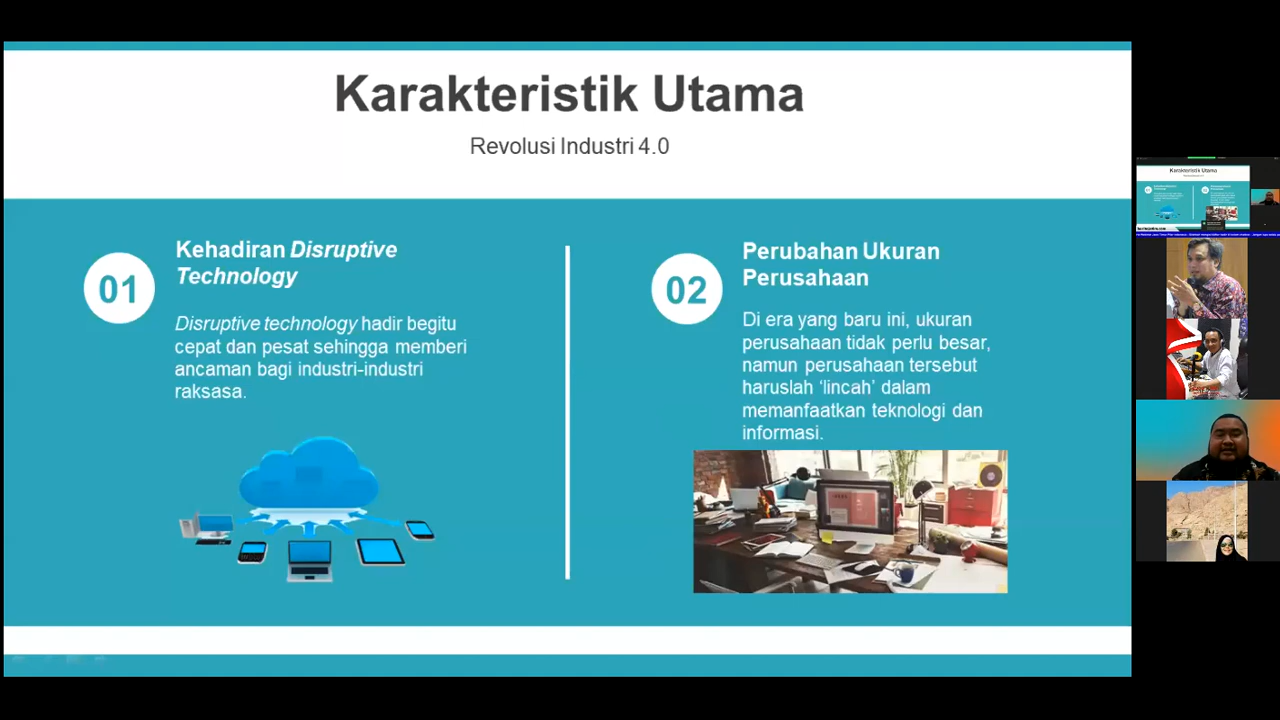 Karakteristik Utama
Revolusi Industri 4.0
01
Kehadiran Disruptive
Technology
Disruptive technology hadir begitu
cepat dan pesat sehingga memberi
ancaman bagi industri-industri
raksasa.
02
Perubahan Ukuran
Perusahaan
Di era yang baru ini, ukuran
perusahaan tidak perlu besar,
namun perusahaan tersebut
haruslah ‘lincah’ dalam
memanfaatkan teknologi dan
informasi.
Karakteristik Utama